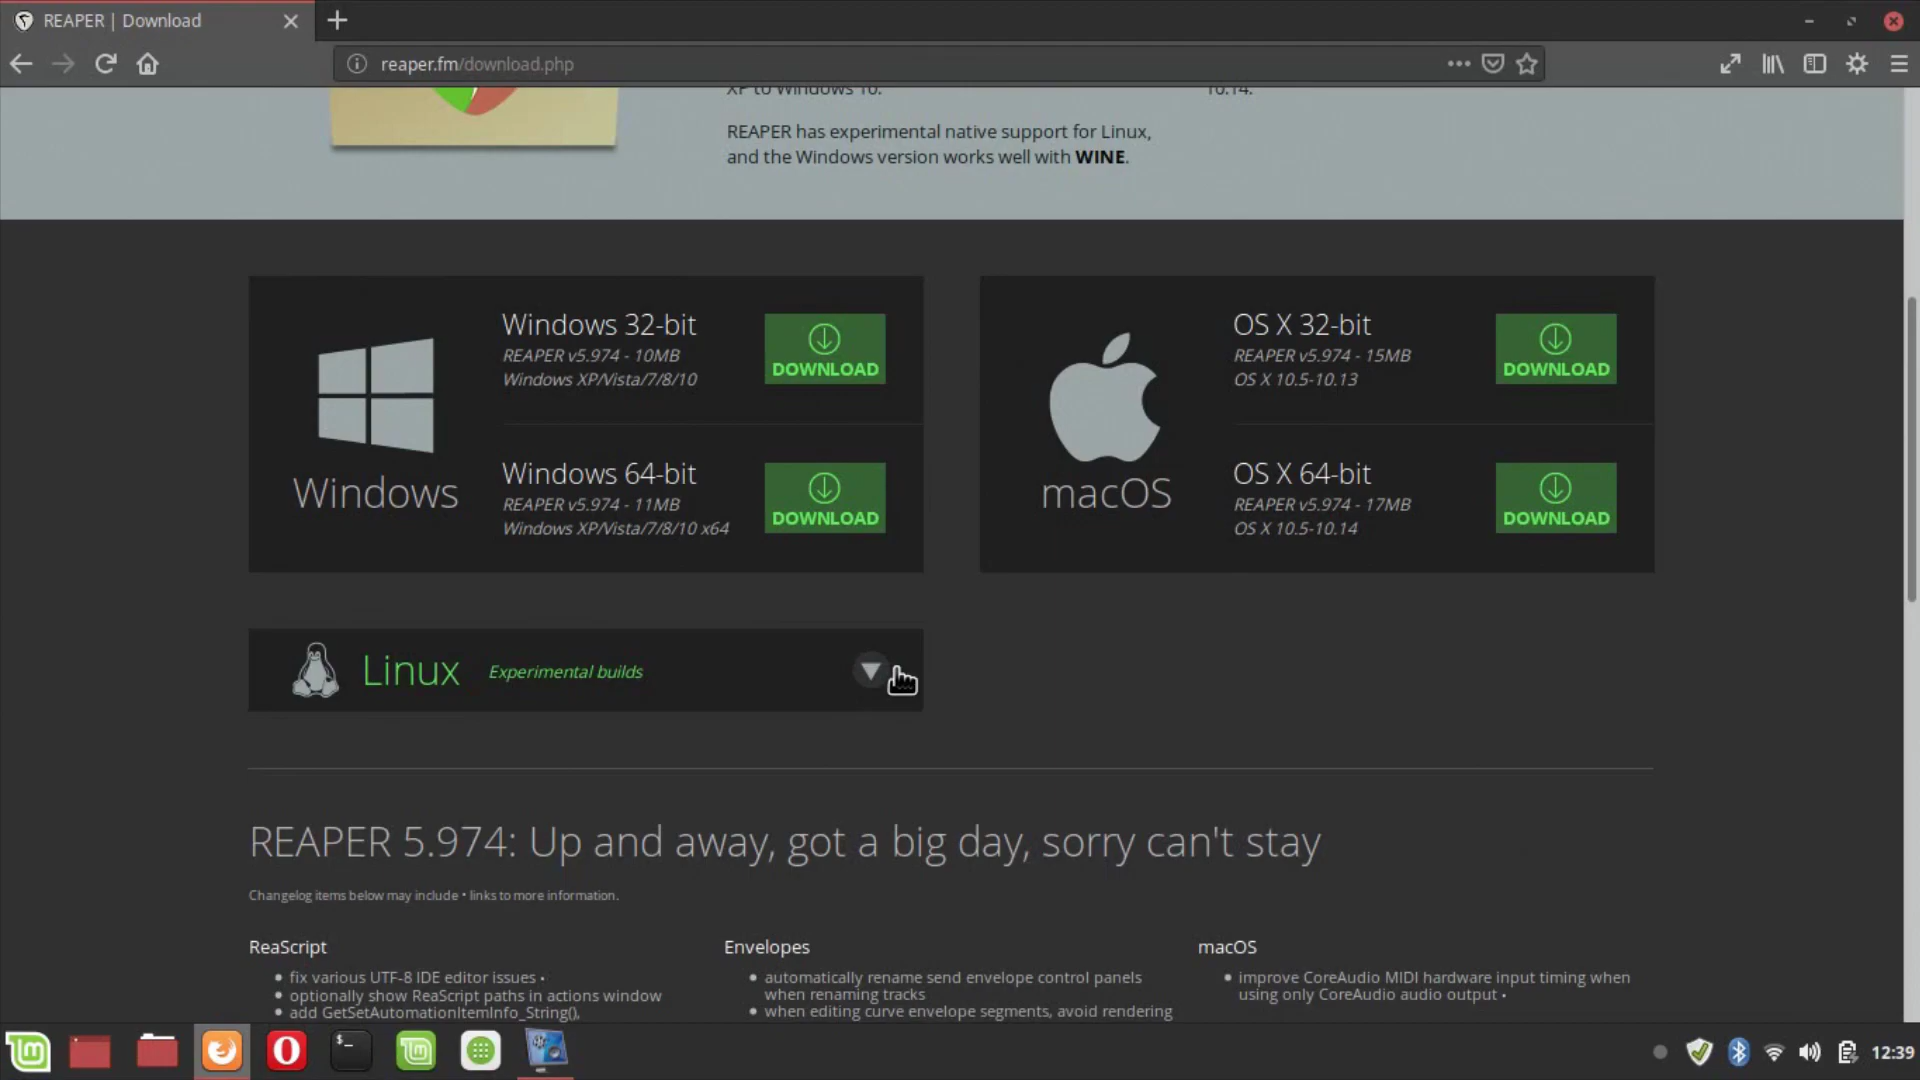 REAPER | Download
reaper.fm/download.php
XP to Windows 10.
10.14.
REAPER has experimental native support for Linux,
and the Windows version works well with WINE.
Windows
Windows 32-bit
REAPER v5.974 - 10MB
Windows XP/Vista/7/8/10
DOWNLOAD
Windows 64-bit
REAPER v5.974 - 11MB
Windows XP/Vista/7/8/10 x64
DOWNLOAD
macOS
OS X 32-bit
REAPER v5.974 - 15MB
OS X 10.5-10.13
DOWNLOAD
OS X 64-bit
REAPER v5.974 - 17MB
OS X 10.5-10.14
DOWNLOAD
Linux Experimental builds
REAPER 5.974: Up and away, got a big day, sorry can't stay
Changelog items below may include • links to more information.
ReaScript
• fix various UTF-8 IDE editor issues •
• optionally show ReaScript paths in actions window
• add GetSetAutomationItemInfo_String(),
Envelopes
• automatically rename send envelope control panels
when renaming tracks
• when editing curve envelope segments, avoid rendering
macOS
• improve CoreAudio MIDI hardware input timing when
using only CoreAudio audio output •
12:39